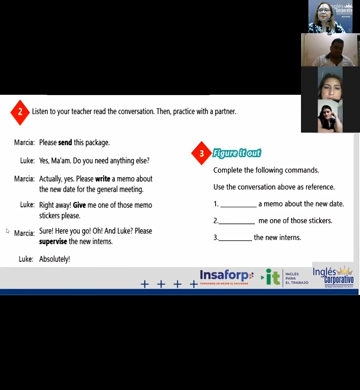 2 Listen to your teacher read the conversation. Then, practice with a partner.
Marcia: Please send this package.
Luke: Yes, Ma'am. Do you need anything else?
Marcia: Actually, yes. Please write a memo about
the new date for the general meeting.
Luke: Right away! Give me one of those memo
stickers please.
Marcia: Sure! Here you go! Oh! And Luke? Please
supervise the new interns.
Luke: Absolutely!
3 Figure it out
Complete the following commands.
Use the conversation above as reference.
1. __________ a memo about the new date.
2.__________ me one of those stickers.
3.__________ the new interns.
Insaforp
it
INGLÉS
PARA
EL TRABAJO
Inglés
Corporativo
Inglés
Corporativo